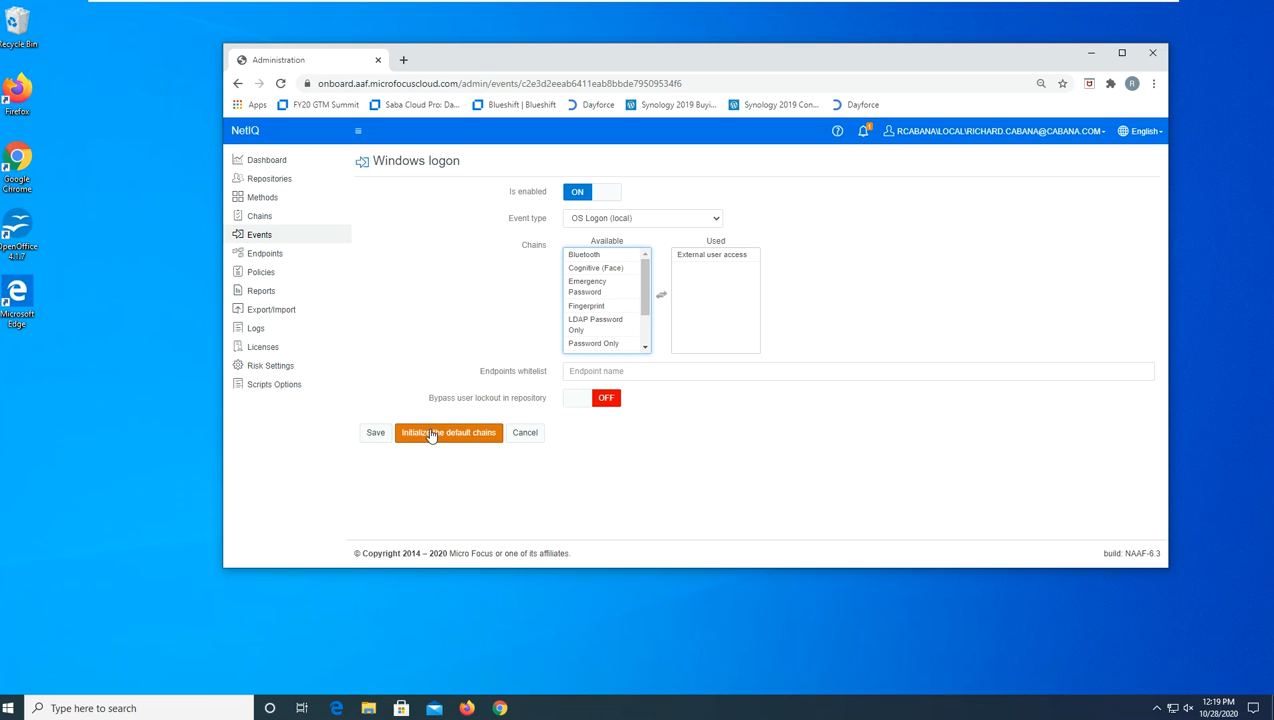 Recycle Bin
Firefox
Google
Chrome
OpenOffice
4.1.7
Microsoft
Edge
Administration
onboard.aaf.microfocuscloud.com/admin/events/c2e3d2eeab6411eab8bbde79509534f6
R
Apps
FY20 GTM Summit
Saba Cloud Pro: Da...
Blueshift | Blueshift
Dayforce
Synology 2019 Buyi...
Synology 2019 Con...
Dayforce
NetIQ
RCABANA\LOCAL\RICHARD.CABANA@CABANA.COM
English
Dashboard
Repositories
Methods
Chains
Events
Endpoints
Policies
Reports
Export/Import
Logs
Licenses
Risk Settings
Scripts Options
Windows logon
Is enabled
ON
Event type
OS Logon (local)
Chains
Available
Used
Bluetooth
Cognitive (Face)
Emergency
Password
Fingerprint
LDAP Password
Only
Password Only
External user access
Endpoints whitelist
Endpoint name
Bypass user lockout in repository
OFF
Save
default chains
Cancel
© Copyright 2014 – 2020 Micro Focus or one of its affiliates.
build: NAAF-6.3
Type here to search
12:19 PM
10/28/2020